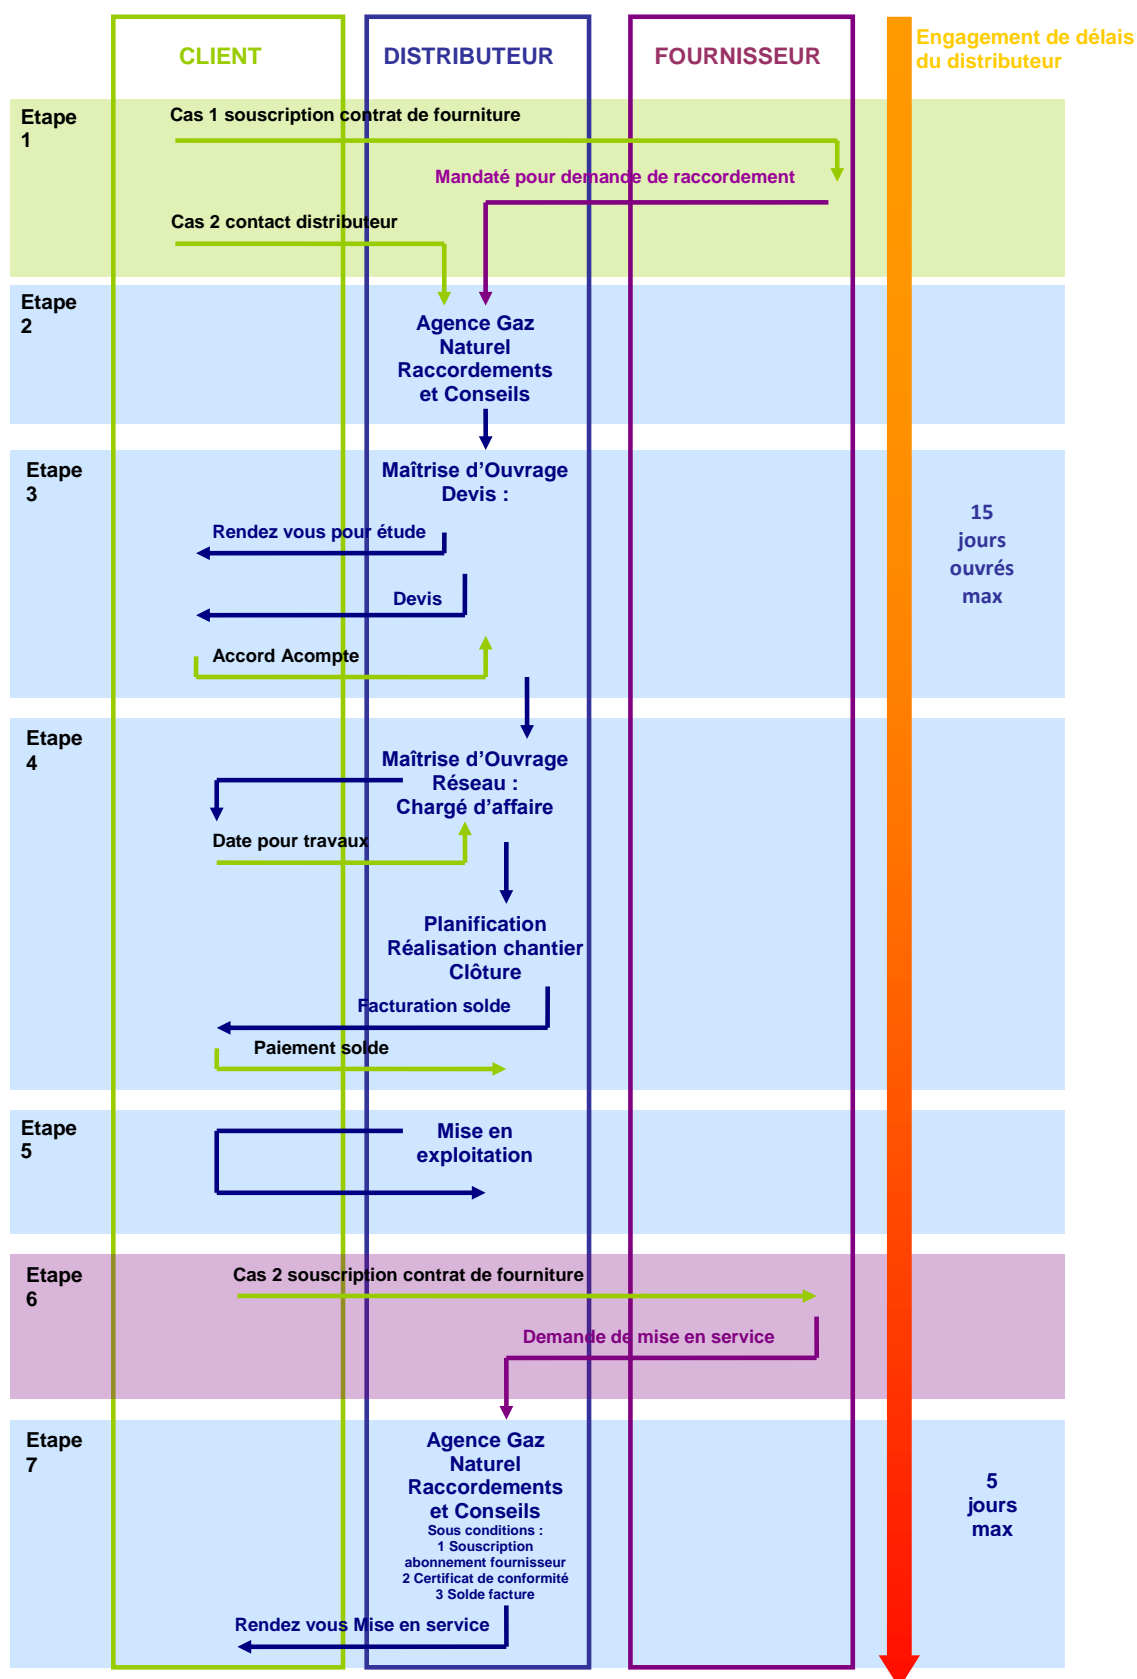 CLIENT
DISTRIBUTEUR
FOURNISSEUR
Engagement de délais
du distributeur
Etape
1
Cas 1 souscription contrat de fourniture
Mandaté pour demande de raccordement
Cas 2 contact distributeur
Etape
2
Agence Gaz
Naturel
Raccordements
et Conseils
Etape
3
Maîtrise d'Ouvrage
Devis :
Rendez vous pour étude
Devis
Accord Acompte
15
jours
ouvrés
max
Etape
4
Maîtrise d'Ouvrage
Réseau :
Chargé d'affaire
Date pour travaux
Planification
Réalisation chantier
Clôture
Facturation solde
Paiement solde
Etape
5
Mise en
exploitation
Etape
6
Cas 2 souscription contrat de fourniture
Demande de mise en service
Etape
7
Agence Gaz
Naturel
Raccordements
et Conseils
Sous conditions :
1 Souscription
abonnement fournisseur
2 Certificat de conformité
3 Solde facture
Rendez vous Mise en service
5
jours
max